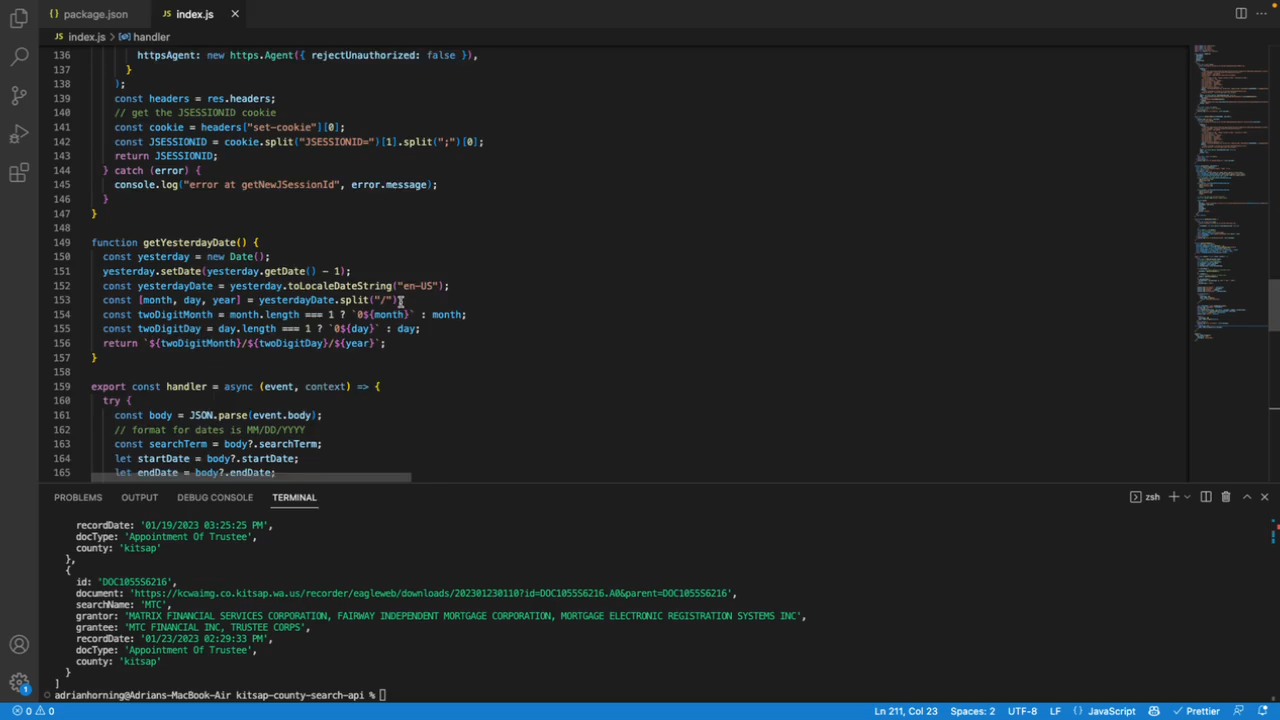 package.json
index.js
index.js > handler
136 httpsAgent: new https.Agent({ rejectUnauthorized: false }),
137 }
138 );
139 const headers = res.headers;
140 // get the JSESSIONID cookie
141 const cookie = headers["set-cookie"][0];
142 const JSESSIONID = cookie.split("JSESSIONID=")[1].split(";")[0];
143 return JSESSIONID;
144 } catch (error) {
145 console.log("error at getNewJSessionId", error.message);
146 }
147 }
148
149 function getYesterdayDate() {
150 const yesterday = new Date();
151 yesterday.setDate(yesterday.getDate() - 1);
152 const yesterdayDate = yesterday.toLocaleDateString("en-US");
153 const [month, day, year] = yesterdayDate.split("/");
154 const twoDigitMonth = month.length === 1 ? `0${month}` : month;
155 const twoDigitDay = day.length === 1 ? `0${day}` : day;
156 return `${twoDigitMonth}/${twoDigitDay}/${year}`;
157 }
158
159 export const handler = async (event, context) => {
160 try {
161 const body = JSON.parse(event.body);
162 // format for dates is MM/DD/YYYY
163 const searchTerm = body?.searchTerm;
164 let startDate = body?.startDate;
165 let endDate = body?.endDate;
PROBLEMS OUTPUT DEBUG CONSOLE TERMINAL zsh
recordDate: '01/19/2023 03:25:25 PM',
docType: 'Appointment Of Trustee',
county: 'kitsap'
},
{
id: 'DOC105S6216',
document: 'https://kcwaimg.co.kitsap.wa.us/recorder/eagleweb/downloads/202301230110?id=DOC105S6216.A0&parent=DOC105S6216',
searchName: 'MTC',
grantor: 'MATRIX FINANCIAL SERVICES CORPORATION, FAIRWAY INDEPENDENT MORTGAGE CORPORATION, MORTGAGE ELECTRONIC REGISTRATION SYSTEMS INC',
grantee: 'MTC FINANCIAL INC, TRUSTEE CORPS',
recordDate: '01/23/2023 02:29:33 PM',
docType: 'Appointment Of Trustee',
county: 'kitsap'
}
]
adrianhorning@Adrians-MacBook-Air kitsap-county-search-api %
1
0 0 Ln 211, Col 23 Spaces: 2 UTF-8 LF {} JavaScript Prettier